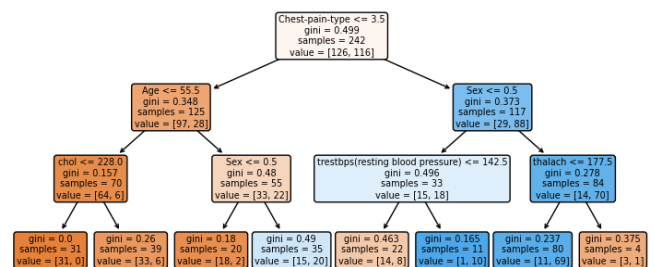 Chest-pain-type <= 3.5
gini = 0.499
samples = 242
value = [126, 116]
Age <= 55.5
gini = 0.348
samples = 125
value = [97, 28]
Sex <= 0.5
gini = 0.373
samples = 117
value = [29, 88]
chol <= 228.0
gini = 0.157
samples = 70
value = [64, 6]
Sex <= 0.5
gini = 0.48
samples = 55
value = [33, 22]
trestbps(resting blood pressure) <= 142.5
gini = 0.496
samples = 33
value = [15, 18]
thalach <= 177.5
gini = 0.278
samples = 84
value = [14, 70]
gini = 0.0
samples = 31
value = [31, 0]
gini = 0.26
samples = 39
value = [33, 6]
gini = 0.18
samples = 20
value = [18, 2]
gini = 0.49
samples = 35
value = [15, 20]
gini = 0.463
samples = 22
value = [14, 8]
gini = 0.165
samples = 11
value = [1, 10]
gini = 0.237
samples = 80
value = [11, 69]
gini = 0.375
samples = 4
value = [3, 1]